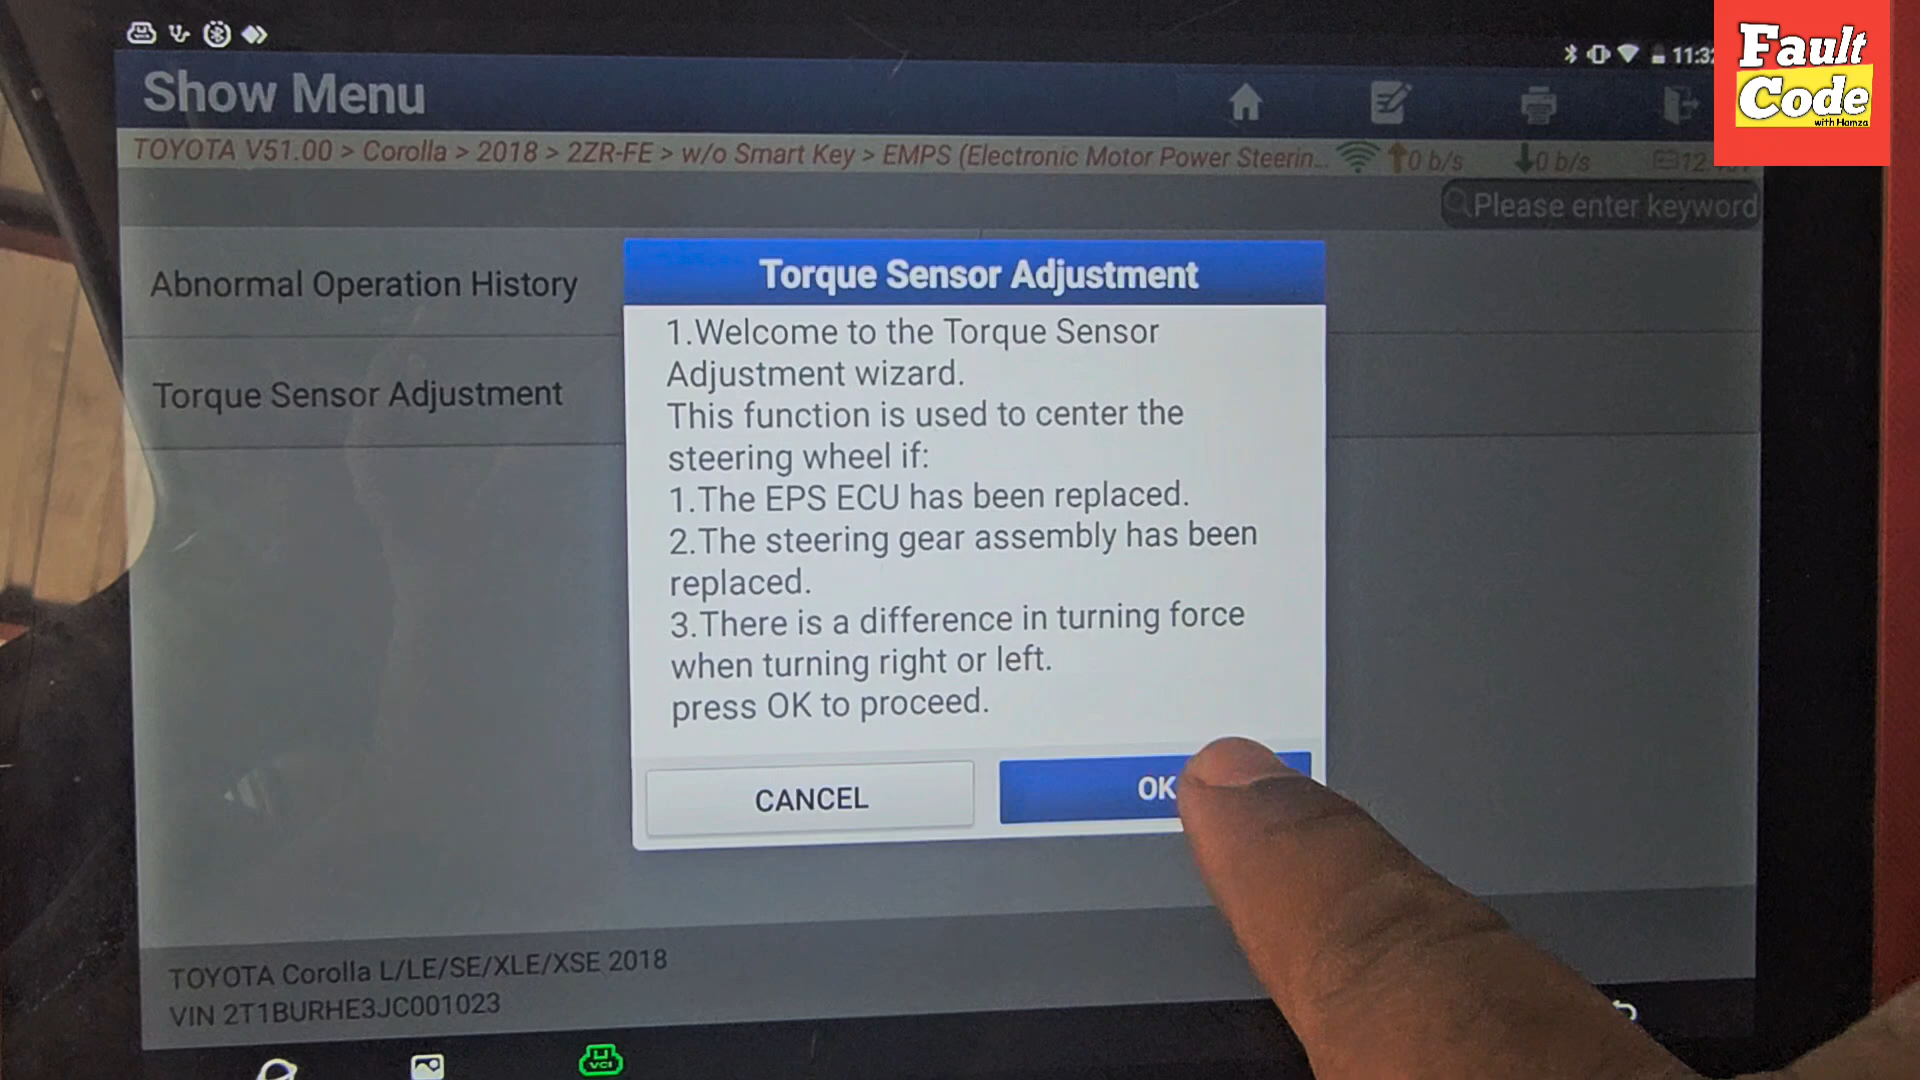 11:32
Fault
Code
with Hamza
Show Menu
TOYOTA V51.00 > Corolla > 2018 > 2ZR-FE > w/o Smart Key > EMPS (Electronic Motor Power Steerin... 0 b/s 0 b/s
Please enter keyword
Abnormal Operation History
Torque Sensor Adjustment
Torque Sensor Adjustment
1.Welcome to the Torque Sensor
Adjustment wizard.
This function is used to center the
steering wheel if:
1.The EPS ECU has been replaced.
2.The steering gear assembly has been
replaced.
3.There is a difference in turning force
when turning right or left.
press OK to proceed.
CANCEL
OK
TOYOTA Corolla L/LE/SE/XLE/XSE 2018
VIN 2T1BURHE3JC001023
VCI